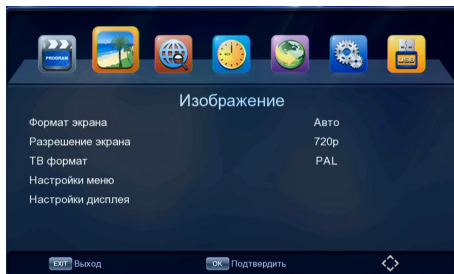 PROGRAM
USB
Изображение
Формат экрана Авто
Разрешение экрана 720p
ТВ формат PAL
Настройки меню
Настройки дисплея
EXIT Выход OK Подтвердить